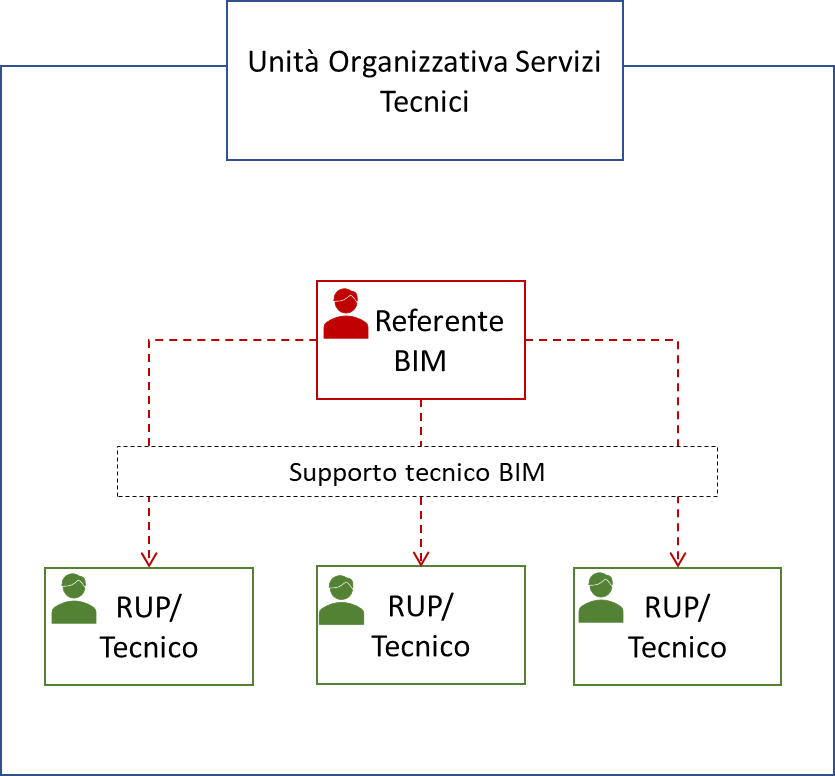 Unità Organizzativa Servizi
Tecnici
Referente
BIM
Supporto tecnico BIM
RUP/
Tecnico
RUP/
Tecnico
RUP/
Tecnico